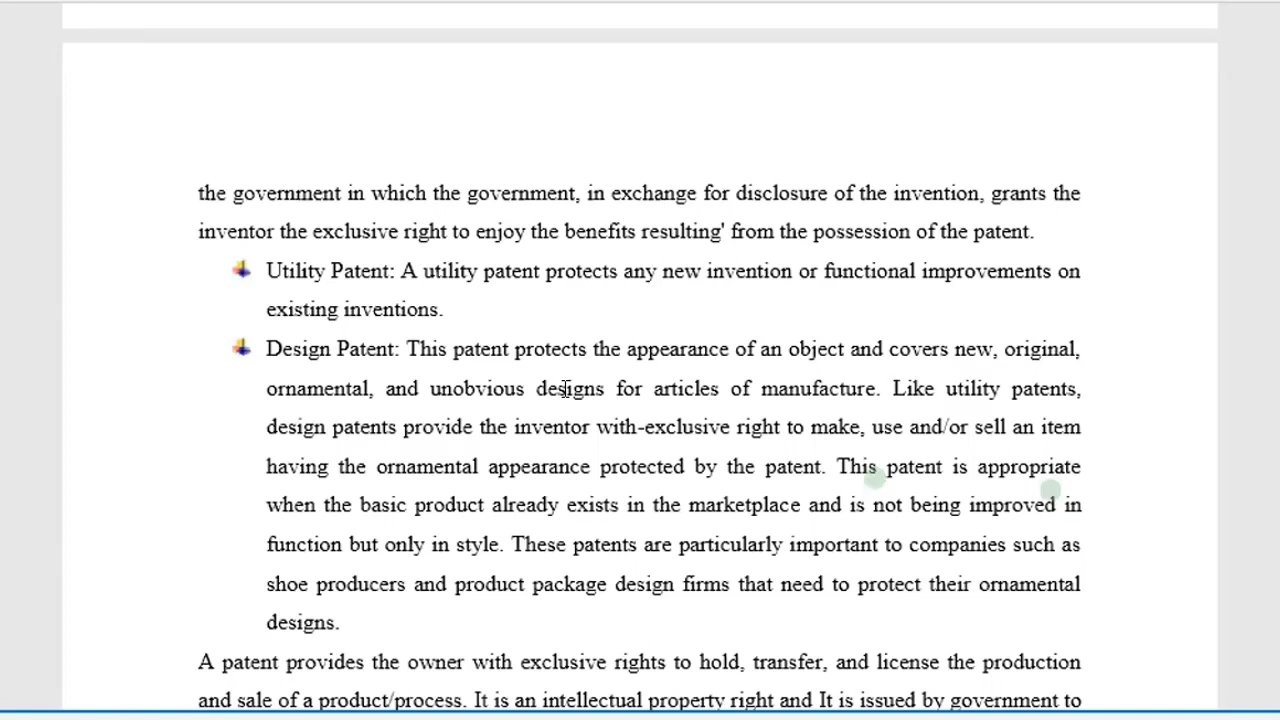 the government in which the government, in exchange for disclosure of the invention, grants the
inventor the exclusive right to enjoy the benefits resulting' from the possession of the patent.
Utility Patent: A utility patent protects any new invention or functional improvements on
existing inventions.
Design Patent: This patent protects the appearance of an object and covers new, original,
ornamental, and unobvious designs for articles of manufacture. Like utility patents,
design patents provide the inventor with-exclusive right to make, use and/or sell an item
having the ornamental appearance protected by the patent. This patent is appropriate
when the basic product already exists in the marketplace and is not being improved in
function but only in style. These patents are particularly important to companies such as
shoe producers and product package design firms that need to protect their ornamental
designs.
A patent provides the owner with exclusive rights to hold, transfer, and license the production
and sale of a product/process. It is an intellectual property right and It is issued by government to